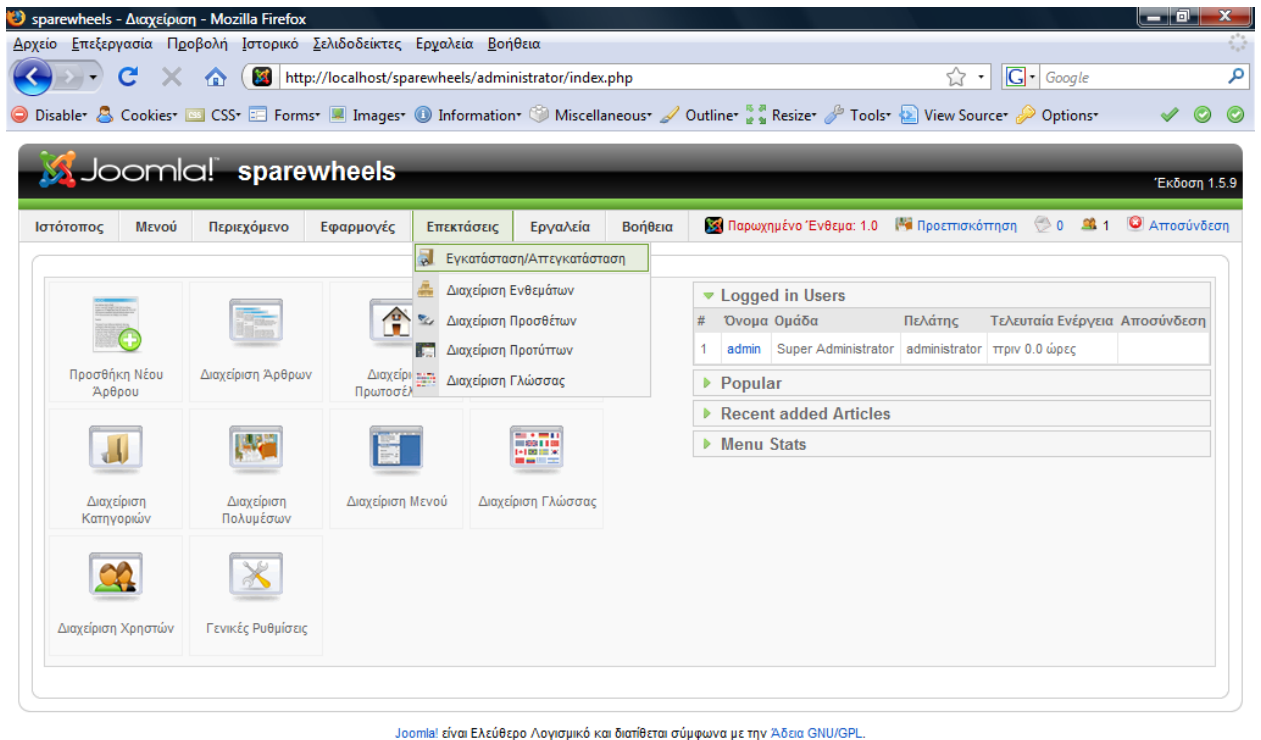 sparewheels - Διαχείριση - Mozilla Firefox
Αρχείο Επεξεργασία Προβολή Ιστορικό Σελιδοδείκτες Εργαλεία Βοήθεια
http://localhost/sparewheels/administrator/index.php
G Google
Disable Cookies CSS Forms Images Information Miscellaneous Outline Resize Tools View Source Options
Joomla! sparewheels
Έκδοση 1.5.9
Ιστότοπος Μενού Περιεχόμενο Εφαρμογές Επεκτάσεις Εργαλεία Βοήθεια
Παρωχημένο Ένθεμα: 1.0 Προεπισκόπηση 0 1 Αποσύνδεση
Εγκατάσταση/Απεγκατάσταση
Διαχείριση Ενθεμάτων
Διαχείριση Προσθέτων
Διαχείριση Προτύπων
Διαχείριση Γλώσσας
Προσθήκη Νέου
Άρθρου
Διαχείριση Άρθρων
Διαχείρι
Πρωτοσέλ
Διαχείριση
Κατηγοριών
Διαχείριση
Πολυμέσων
Διαχείριση Μενού
Διαχείριση Γλώσσας
Διαχείριση Χρηστών
Γενικές Ρυθμίσεις
Logged in Users
# Όνομα Ομάδα Πελάτης Τελευταία Ενέργεια Αποσύνδεση
1 admin Super Administrator administrator πριν 0.0 ώρες
Popular
Recent added Articles
Menu Stats
Joomla! είναι Ελεύθερο Λογισμικό και διατίθεται σύμφωνα με την Άδεια GNU/GPL.